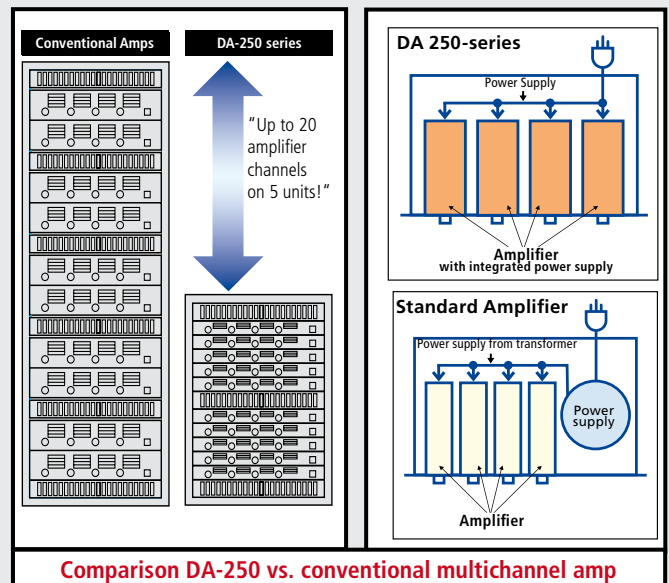 Conventional Amps
DA-250 series
"Up to 20
amplifier
channels
on 5 units!"
DA 250-series
Power Supply
Amplifier
with integrated power supply
Standard Amplifier
Power supply from transformer
Power
supply
Amplifier
Comparison DA-250 vs. conventional multichannel amp